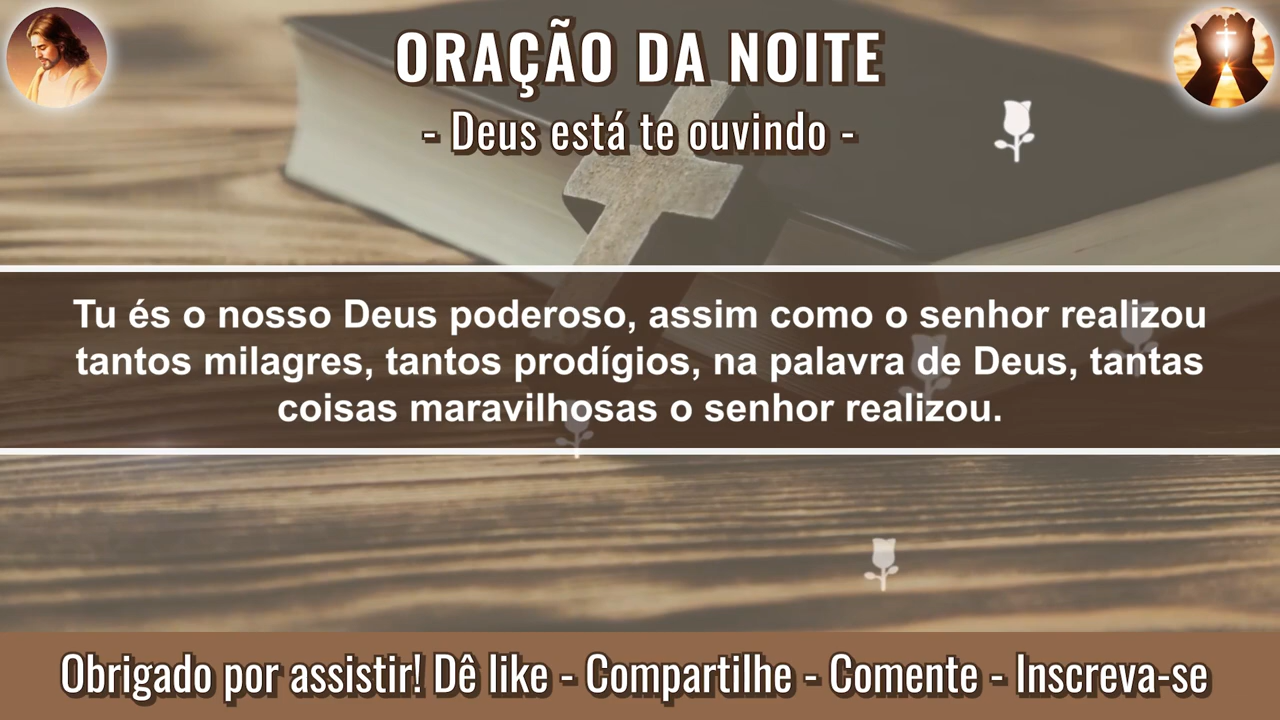 ORAÇÃO DA NOITE
- Deus está te ouvindo -
Tu és o nosso Deus poderoso, assim como o senhor realizou
tantos milagres, tantos prodígios, na palavra de Deus, tantas
coisas maravilhosas o senhor realizou.
Obrigado por assistir! Dê like - Compartilhe - Comente - Inscreva-se